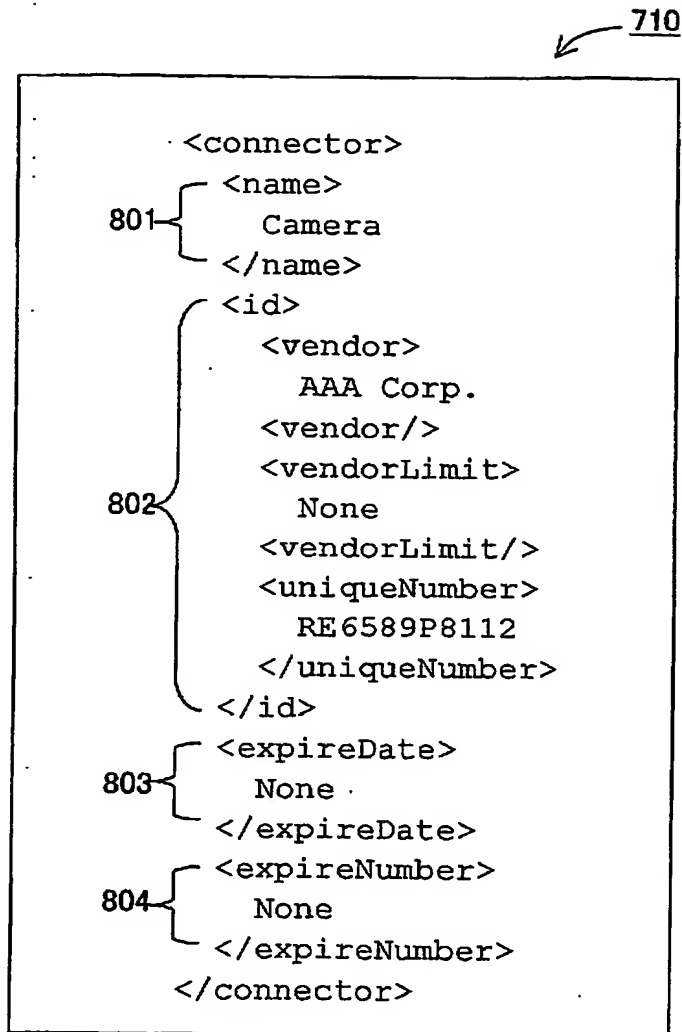 710
<connector>
<name>
801
Camera
</name>
<id>
<vendor>
AAA Corp.
<vendor/>
<vendorLimit>
802
None
<vendorLimit/>
<uniqueNumber>
RE6589P8112
</uniqueNumber>
</id>
<expireDate>
803
None
</expireDate>
<expireNumber>
804
None
</expireNumber>
</connector>